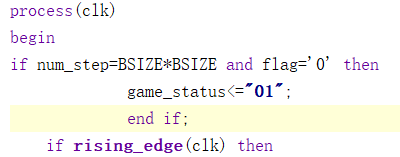 process(clk)
begin
if num_step=BSIZE*BSIZE and flag='0' then
game_status<="01";
end if;
if rising_edge(clk) then